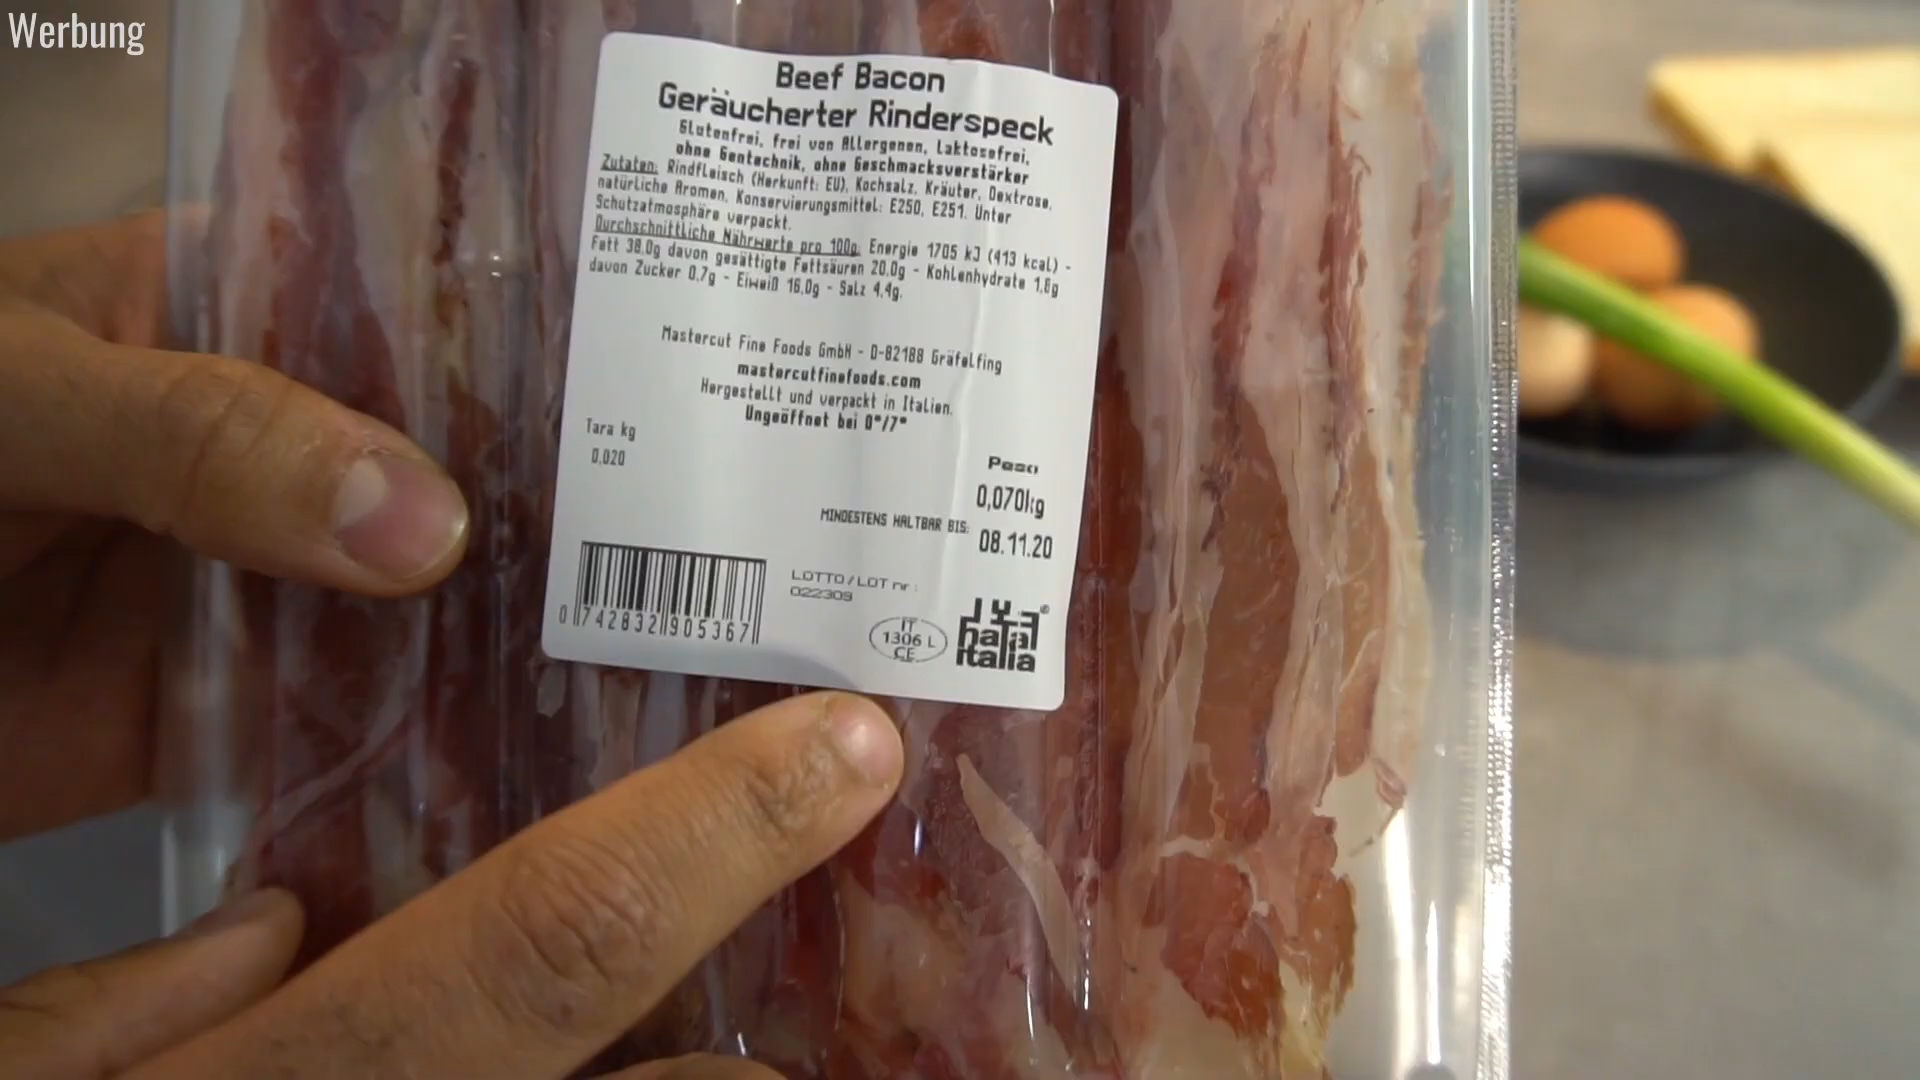 Werbung
Beef Bacon
Geräucherter Rinderspeck
Glutenfrei, frei von Allergenen, Laktosefrei,
ohne Gentechnik, ohne Geschmacksverstärker
Zutaten: Rindfleisch (Herkunft: EU), Kochsalz, Kräuter, Dextrose,
natürliche Aromen, Konservierungsmittel: E250, E251. Unter
Schutzatmosphäre verpackt.
Durchschnittliche Nährwerte pro 100g: Energie 1705 kJ (413 kcal) -
Fett 38,0g davon gesättigte Fettsäuren 20,0g - Kohlenhydrate 1,6g
davon Zucker 0,7g - Eiweiß 16,0g - Salz 4,4g.
Mastercut Fine Foods GmbH - D-82188 Gräfelfing
mastercutfinefoods.com
Hergestellt und verpackt in Italien.
Ungeöffnet bei 0°/7°
Tara kg
0,020
Peso
0,070kg
MINDESTENS HALTBAR BIS:
08.11.20
LOTTO/LOT nr:
022309
0 742832 905367
IT
1306 L
CE
halal
italia